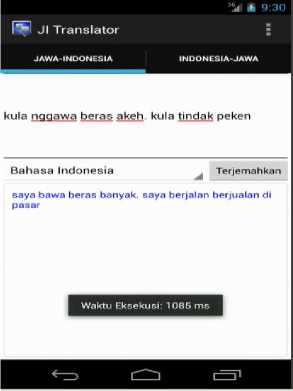 3G 9:30
JI Translator
JAWA-INDONESIA INDONESIA-JAWA
kula nggawa beras akeh. kula tindak peken
Bahasa Indonesia Terjemahkan
saya bawa beras banyak. saya berjalan berjualan di
pasar
Waktu Eksekusi: 1085 ms